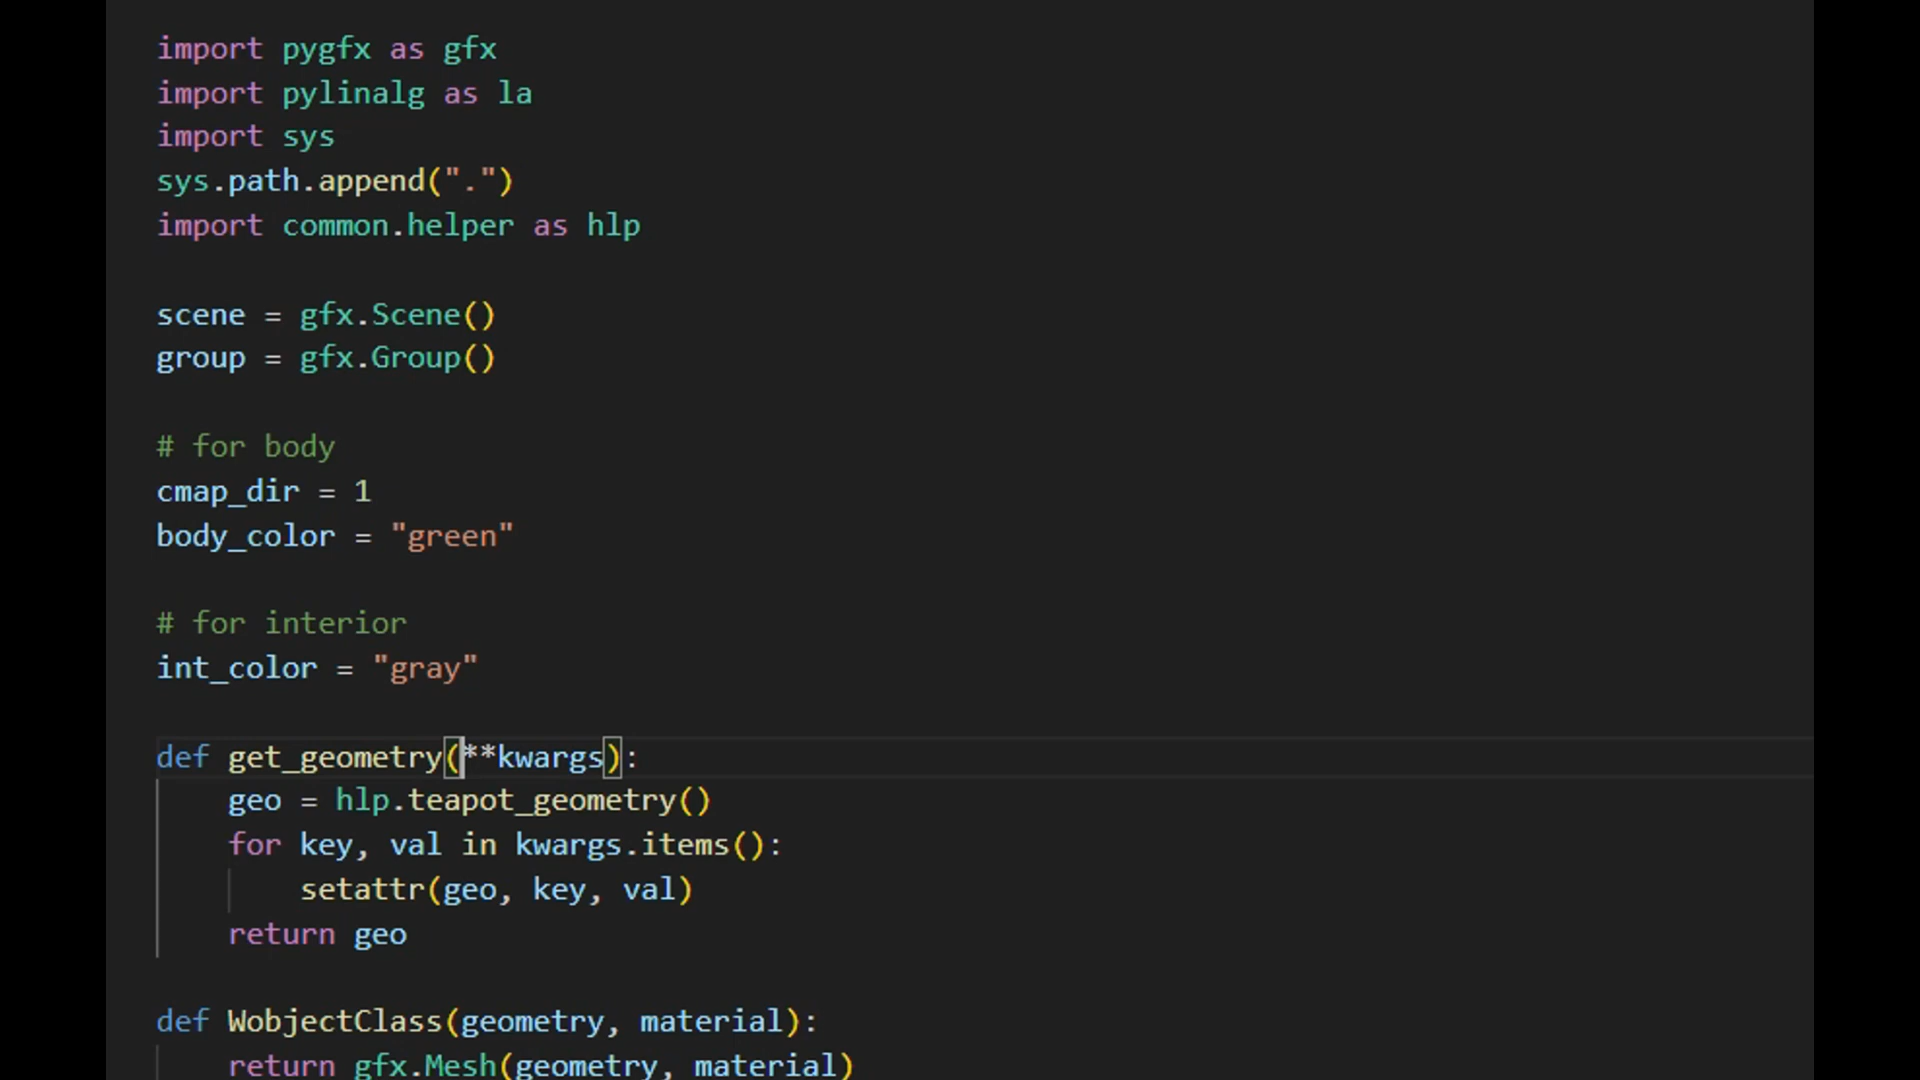 import pygfx as gfx
import pylinalg as la
import sys
sys.path.append(".")
import common.helper as hlp
scene = gfx.Scene()
group = gfx.Group()
# for body
cmap_dir = 1
body_color = "green"
# for interior
int_color = "gray"
def get_geometry(**kwargs):
    geo = hlp.teapot_geometry()
    for key, val in kwargs.items():
        setattr(geo, key, val)
    return geo
def WobjectClass(geometry, material):
    return gfx.Mesh(geometry, material)